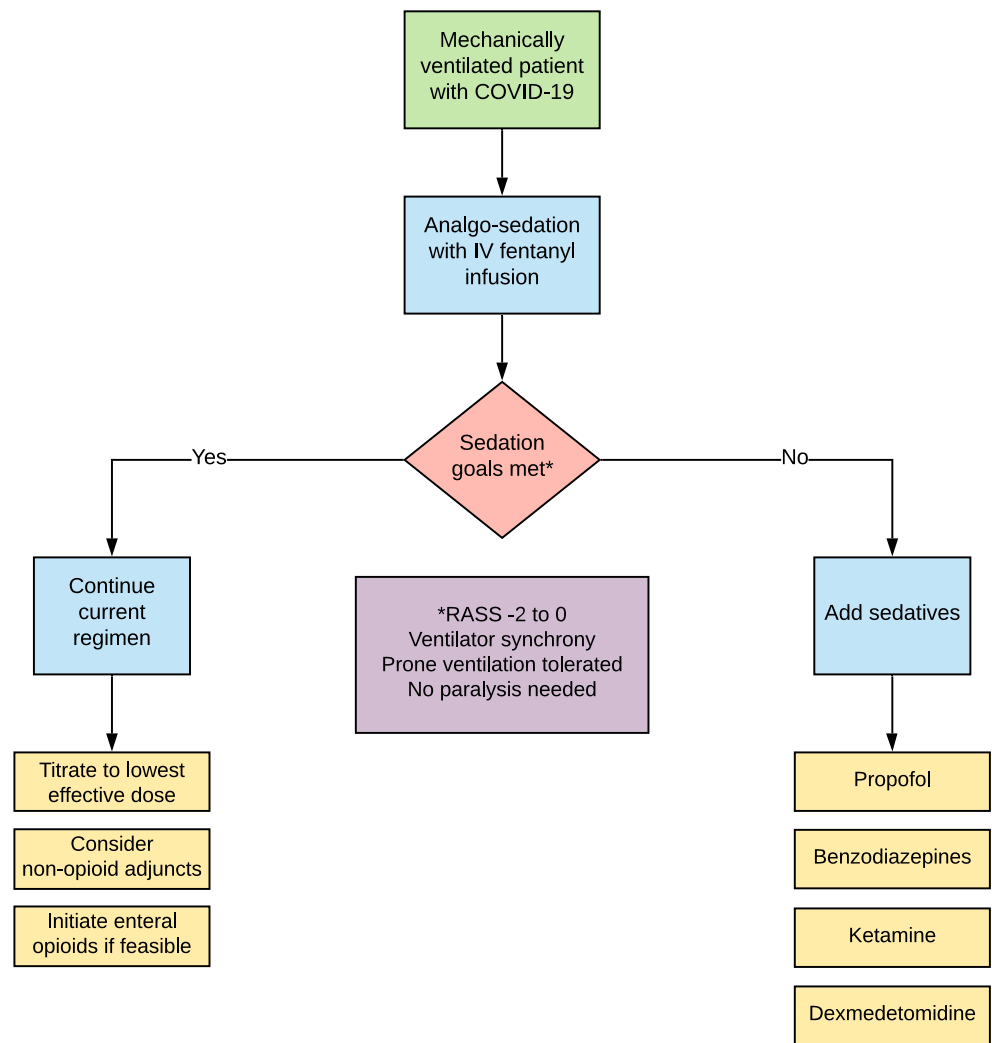 Mechanically
ventilated patient
with COVID-19
Analgo-sedation
with IV fentanyl
infusion
Sedation
goals met*
Yes
No
Continue
current
regimen
*RASS -2 to 0
Ventilator synchrony
Prone ventilation tolerated
No paralysis needed
Add sedatives
Titrate to lowest
effective dose
Consider
non-opioid adjuncts
Initiate enteral
opioids if feasible
Propofol
Benzodiazepines
Ketamine
Dexmedetomidine